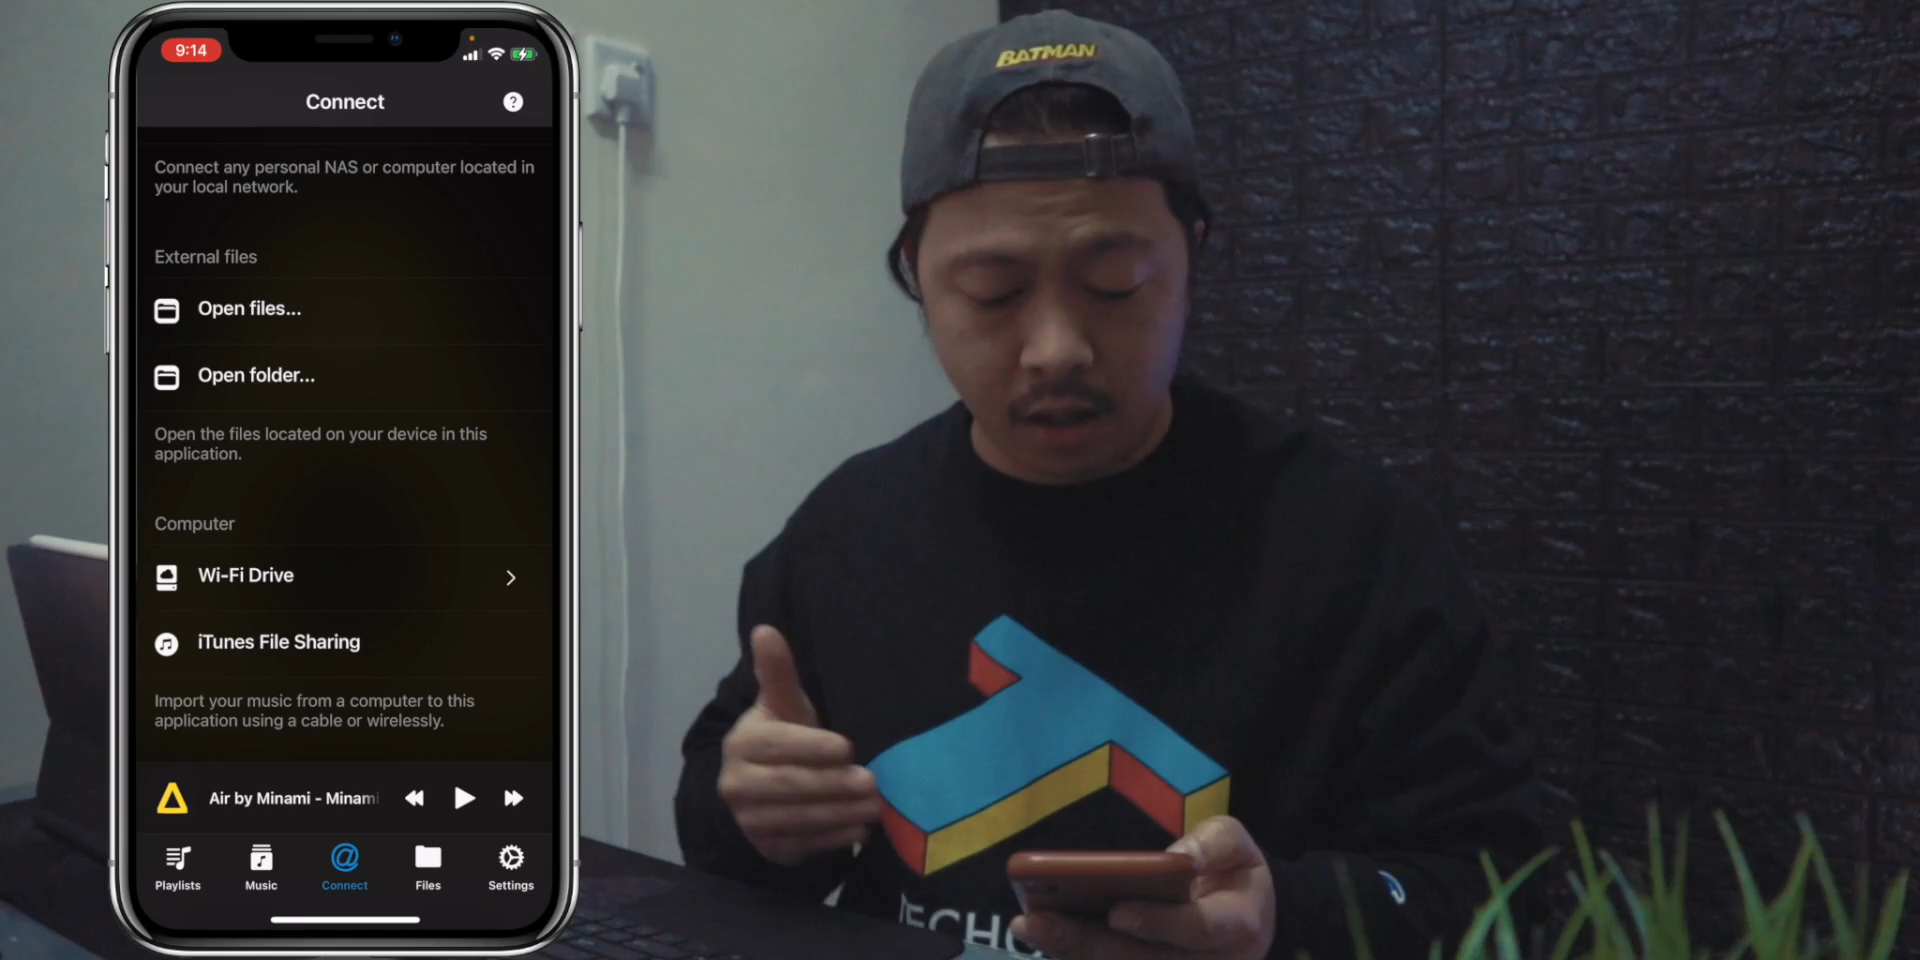 9:14
Connect
?
Connect any personal NAS or computer located in
your local network.
External files
Open files...
Open folder...
Open the files located on your device in this
application.
Computer
Wi-Fi Drive
iTunes File Sharing
Import your music from a computer to this
application using a cable or wirelessly.
Air by Minami - Minami
Playlists
Music
@
Connect
Files
Settings
BATMAN